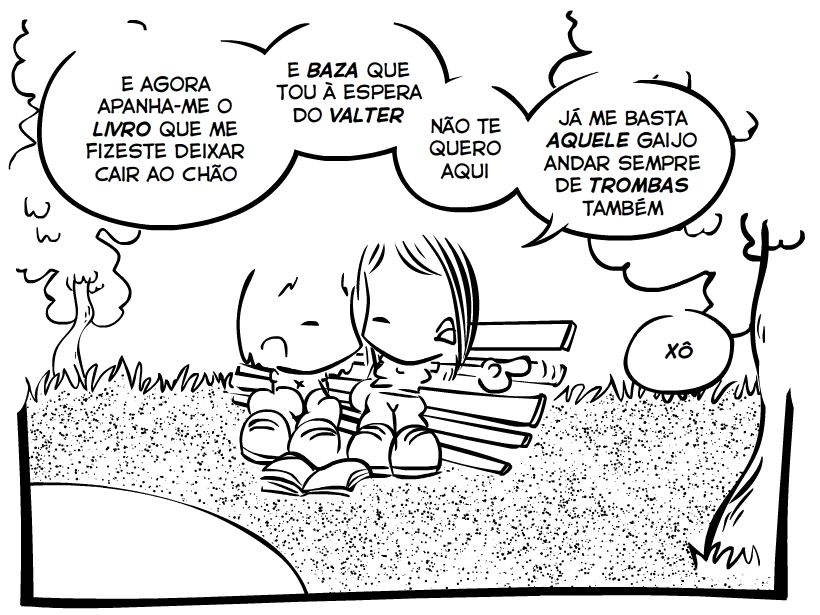 E AGORA
APANHA-ME O
LIVRO QUE ME
FIZESTE DEIXAR
CAIR AO CHÃO
E BAZA QUE
TOU À ESPERA
DO VALTER
NÃO TE
QUERO
AQUI
JÁ ME BASTA
AQUELE GAIJO
ANDAR SEMPRE
DE TROMBAS
TAMBÉM
XÔ